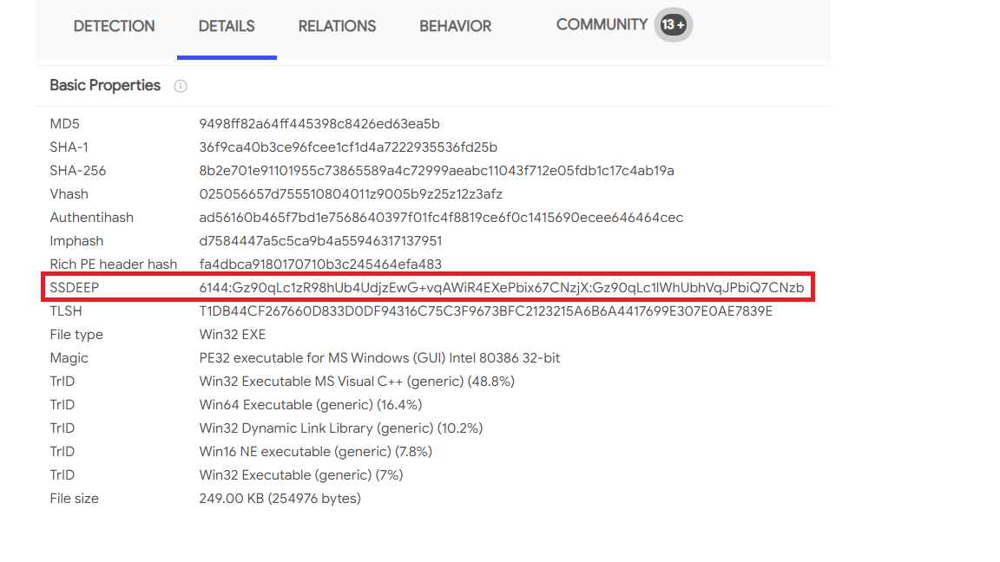 DETECTION DETAILS RELATIONS BEHAVIOR COMMUNITY 13 +
Basic Properties
MD5 9498ff82a64ff445398c8426ed63ea5b
SHA-1 36f9ca40b3ce96fcee1cf1d4a7222935536fd25b
SHA-256 8b2e701e91101955c73865589a4c72999aeabc11043f712e05fdb1c17c4ab19a
Vhash 025056657d755510804011z9005b9z25z12z3afz
Authentihash ad56160b465f7bd1e7568640397f01fc4f8819ce6f0c1415690ecee646464cec
Imphash d7584447a5c5ca9b4a55946317137951
Rich PE header hash fa4dbca9180170710b3c245464efa483
SSDEEP 6144:Gz90qLc1zR98hUb4UdjzEwG+vqAWiR4EXePbix67CNzjX:Gz90qLc1lWhUbhVqJPbiQ7CNzb
TLSH T1DB44CF267660D833D0DF94316C75C3F9673BFC2123215A6B6A4417699E307E0AE7839E
File type Win32 EXE
Magic PE32 executable for MS Windows (GUI) Intel 80386 32-bit
TrID Win32 Executable MS Visual C++ (generic) (48.8%)
TrID Win64 Executable (generic) (16.4%)
TrID Win32 Dynamic Link Library (generic) (10.2%)
TrID Win16 NE executable (generic) (7.8%)
TrID Win32 Executable (generic) (7%)
File size 249.00 KB (254976 bytes)